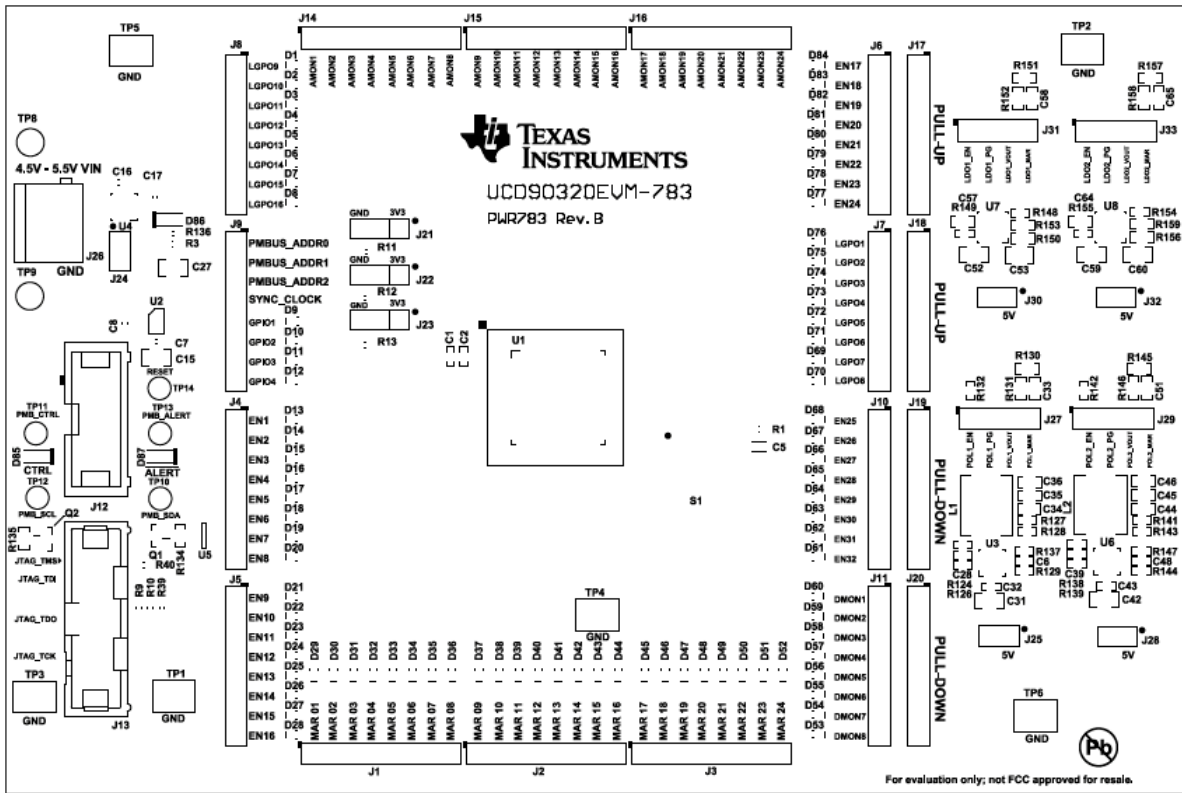 TP5
GND
TP8
4.5V - 5.5V VIN
J26
GND
TP9
C16
C17
U4
D86
R136
R3
J24
C27
U2
C8
C7
C15
RESET
TP14
TP11
PMB_CTRL
TP13
PMB_ALERT
D85
CTRL
D87
ALERT
TP12
PMB_SCL
TP10
PMB_SDA
J12
Q2
R135
Q1
R40
R134
U5
JTAG_TMS
JTAG_TDI
JTAG_TDO
JTAG_TCK
R9
R10
R39
TP3
GND
TP1
GND
J13
J8
D1
LGPO9
D2
LGPO10
D3
LGPO11
D4
LGPO12
D5
LGPO13
D6
LGPO14
D7
LGPO15
D8
LGPO16
J9
PMBUS_ADDR0
PMBUS_ADDR1
PMBUS_ADDR2
SYNC_CLOCK
D9
GPIO1
D10
GPIO2
D11
GPIO3
D12
GPIO4
J4
D13
EN1
D14
EN2
D15
EN3
D16
EN4
D17
EN5
D18
EN6
D19
EN7
D20
EN8
J5
D21
EN9
D22
EN10
D23
EN11
D24
EN12
D25
EN13
D26
EN14
D27
EN15
D28
EN16
J14
AMON1
AMON2
AMON3
AMON4
AMON5
AMON6
AMON7
AMON8
J15
AMON9
AMON10
AMON11
AMON12
AMON13
AMON14
AMON15
AMON16
J16
AMON17
AMON18
AMON19
AMON20
AMON21
AMON22
AMON23
AMON24
TEXAS
INSTRUMENTS
UCD90320EVM-783
PWR783 Rev.B
GND 3V3
J21
R11
GND 3V3
J22
R12
GND 3V3
J23
R13
C1
C2
U1
R1
C5
S1
TP4
GND
D29
D30
D31
D32
D33
D34
D35
D36
D37
D38
D39
D40
D41
D42
D43
D44
D45
D46
D47
D48
D49
D50
D51
D52
MAR 01
MAR 02
MAR 03
MAR 04
MAR 05
MAR 06
MAR 07
MAR 08
MAR 09
MAR 10
MAR 11
MAR 12
MAR 13
MAR 14
MAR 15
MAR 16
MAR 17
MAR 18
MAR 19
MAR 20
MAR 21
MAR 22
MAR 23
MAR 24
J1
J2
J3
J6
D84
EN17
D83
EN18
D82
EN19
D81
EN20
D80
EN21
D79
EN22
D78
EN23
D77
EN24
J17
PULL-UP
J7
D76
LGPO1
D75
LGPO2
D74
LGPO3
D73
LGPO4
D72
LGPO5
D71
LGPO6
D69
LGPO7
D70
LGPO8
J18
PULL-UP
J10
D68
EN25
D67
EN26
D66
EN27
D65
EN28
D64
EN29
D63
EN30
D62
EN31
D61
EN32
J19
PULL-DOWN
J11
D60
DMON1
D59
DMON2
D58
DMON3
D57
DMON4
D56
DMON5
D55
DMON6
D54
DMON7
D53
DMON8
J20
PULL-DOWN
TP2
GND
R151
R152
C58
J31
LDO1_EN
LDO1_PG
LDO1_VOUT
LDO1_MAR
R157
R158
C65
J33
LDO2_EN
LDO2_PG
LDO2_VOUT
LDO2_MAR
C57
R149
U7
R148
R153
R150
C52
C53
C64
R155
U8
R154
R159
R156
C59
C60
J30
5V
J32
5V
R130
R132
R131
C33
J27
POL1_EN
POL1_PG
POL1_VOUT
POL1_MAR
R145
R142
R146
C51
J29
POL2_EN
POL2_PG
POL2_VOUT
POL2_MAR
L1
C36
C35
C34
R127
R128
L2
C46
C45
C44
R141
R143
U3
R137
C6
R129
C28
R124
R126
C32
C31
U6
R147
C48
R144
C39
R138
R139
C43
C42
J25
5V
J28
5V
TP6
GND
Pb
For evaluation only; not FCC approved for resale.